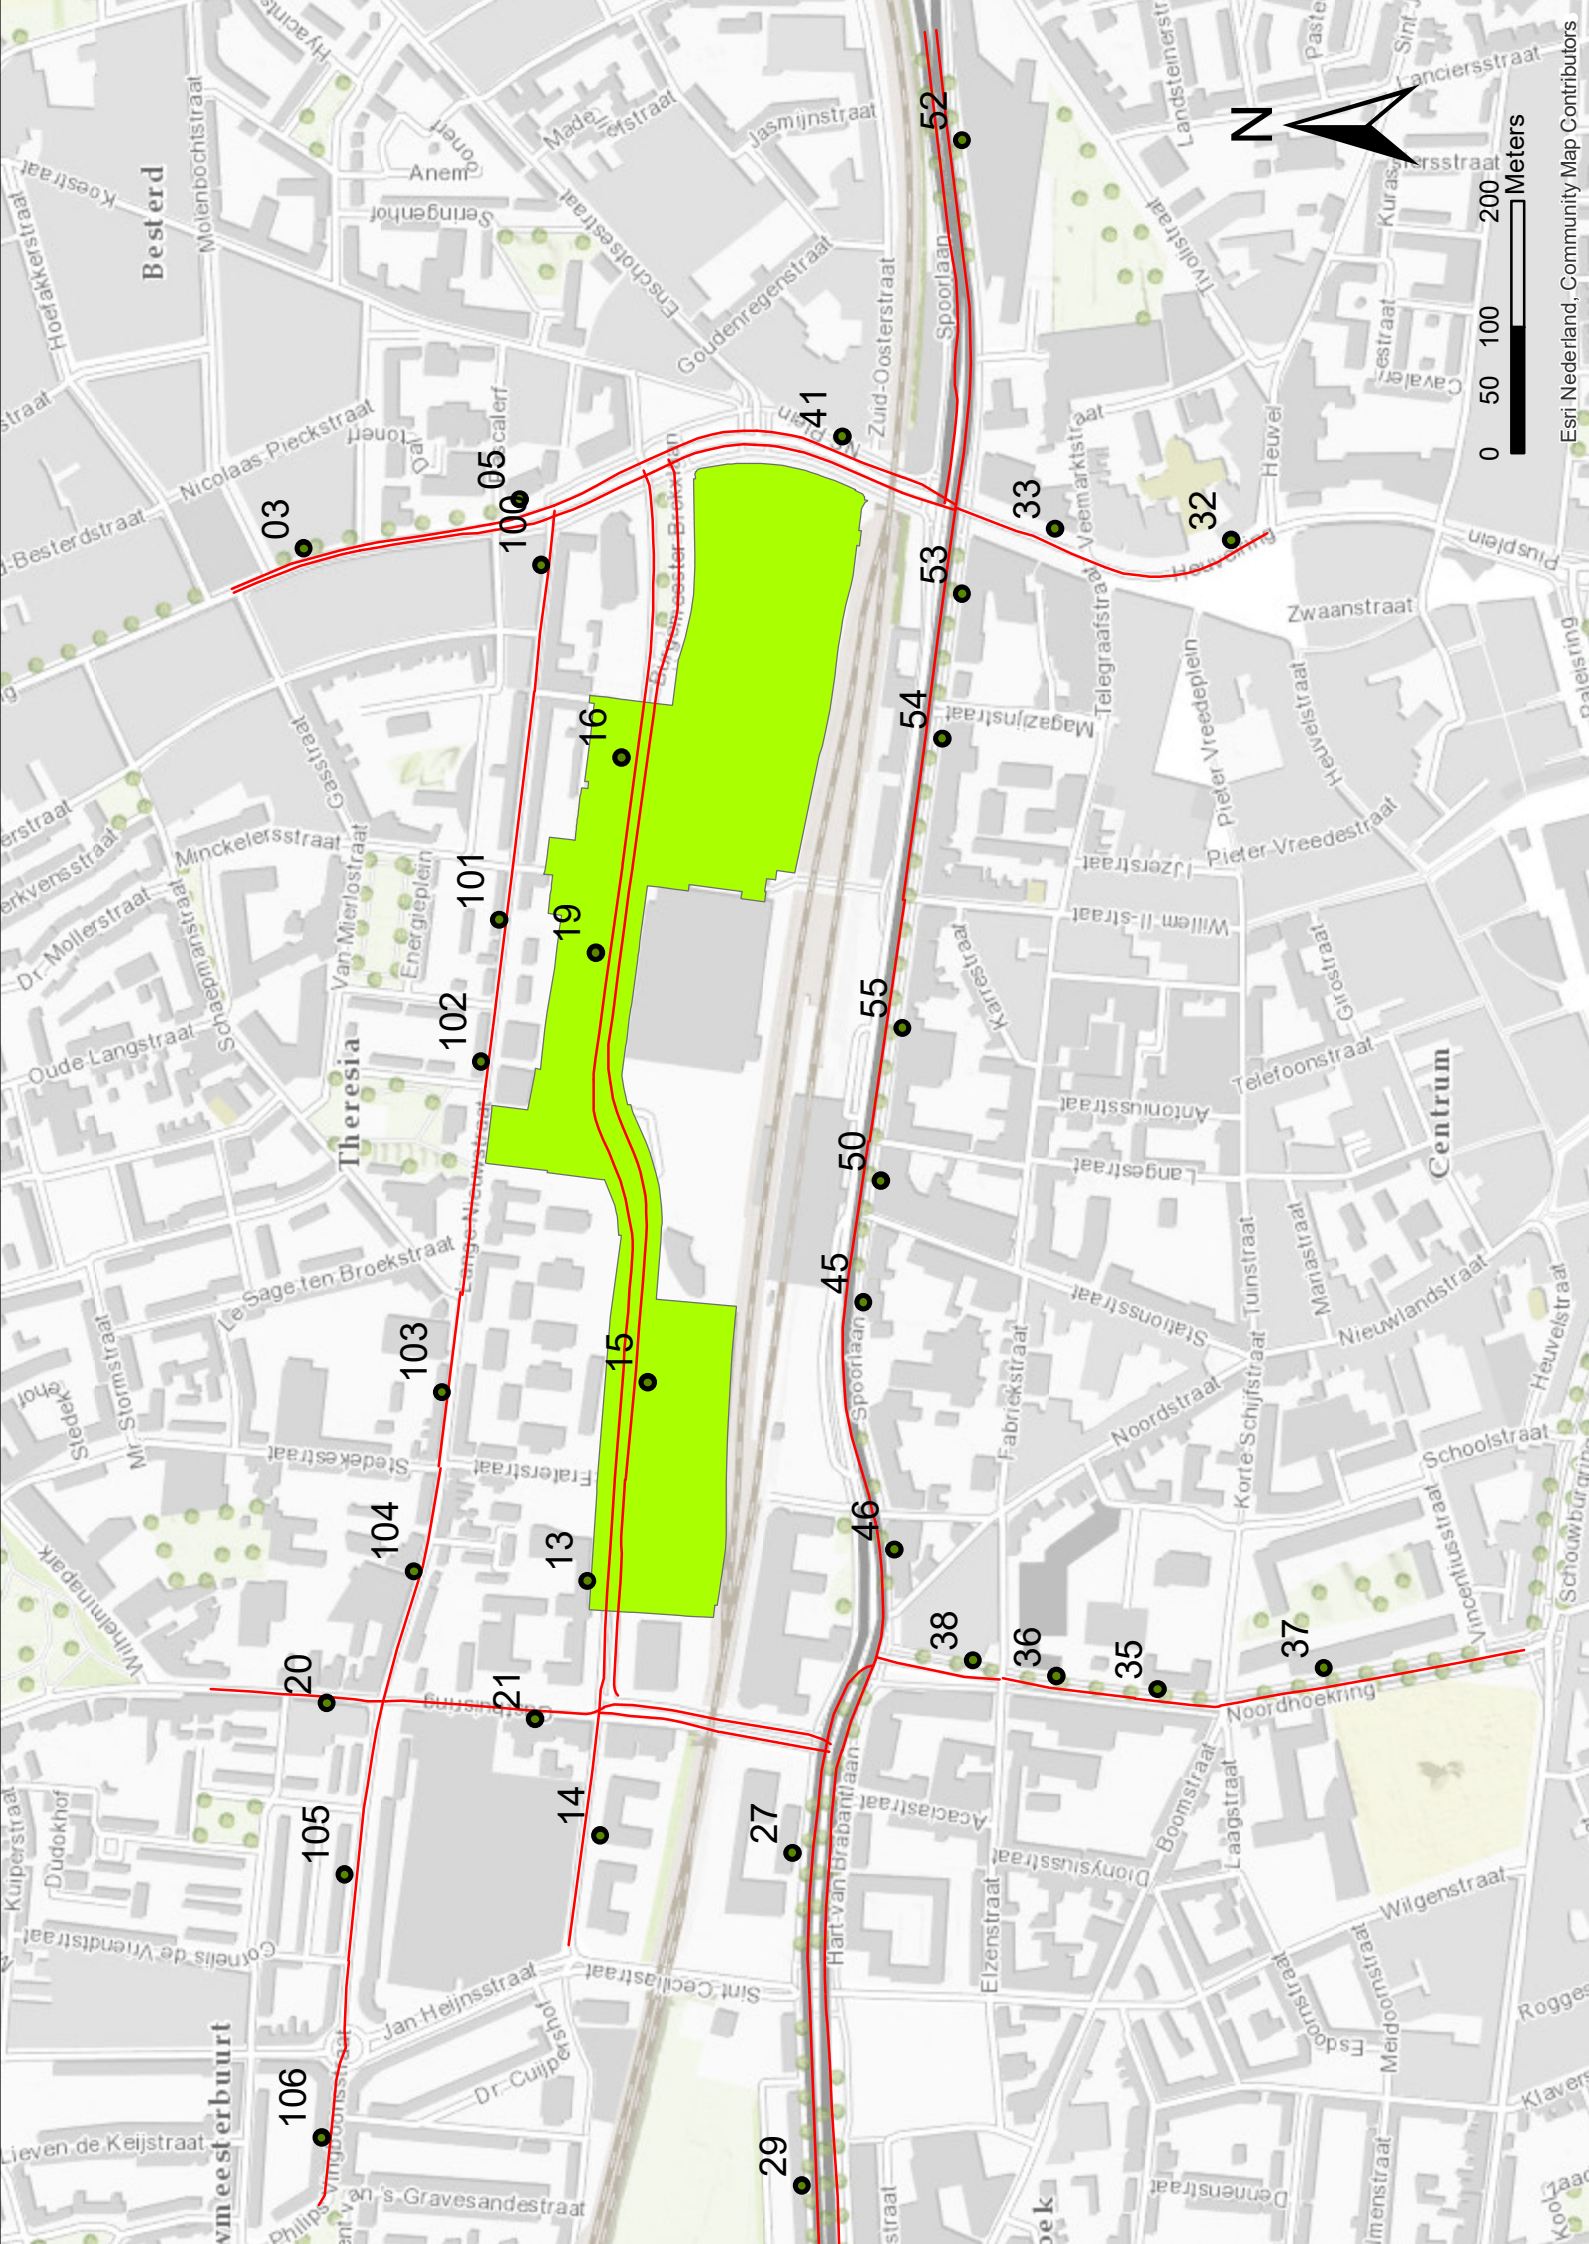 Besterd
Theresia
Centrum
Hoefakkerstraat
Koestraat
Molenbochtstraat
Nicolaas Pieckstraat
Gasstraat
Minckelersstraat
Van Mierlostraat
Energieplein
Schaepmanstraat
Dr. Mollerstraat
Oude Langstraat
Le Sage ten Broekstraat
Mr Stormstraat
Stedekestraat
Fraterstraat
Wilhelminapark
Kuiperstraat
Dudokhof
Cornelis de Vriendtstraat
Jan Heijnsstraat
Dr. Cuijpershof
Lieven de Keijstraat
Seringenhof
Jasmijnstraat
Enschotsestraat
Goudenregenstraat
Zuid-Oosterstraat
Spoorlaan
Burgemeester Brokxlaan
Sint Ceciliastraat
Hart van Brabantlaan
Acaciastraat
Dionysiusstraat
Elzenstraat
Boomstraat
Laagstraat
Wilgenstraat
Esdoornstraat
Meidoornstraat
Dennenstraat
Noordhoekring
Spoorlaan
Fabriekstraat
Noordstraat
Stationsstraat
Korte Schijfstraat
Tuinstraat
Mariastraat
Nieuwlandstraat
Schoolstraat
Vincentiusstraat
Heuvelstraat
Langestraat
Antoniusstraat
Telefoonstraat
Karrestraat
Girostraat
Willem II-straat
IJzerstraat
Pieter Vreedestraat
Pieter Vreedeplein
Magazijnstraat
Telegraafstraat
Veemarktstraat
Heuvelstraat
Heuvelring
Heuvel
Zwaanstraat
Piusplein
Tivolistraat
Lanciersstraat
03
05
100
101
102
103
104
105
106
13
14
15
16
19
20
21
27
29
32
33
35
36
37
38
41
45
46
50
52
53
54
55
N
0 50 100 200
Meters
Esri Nederland, Community Map Contributors